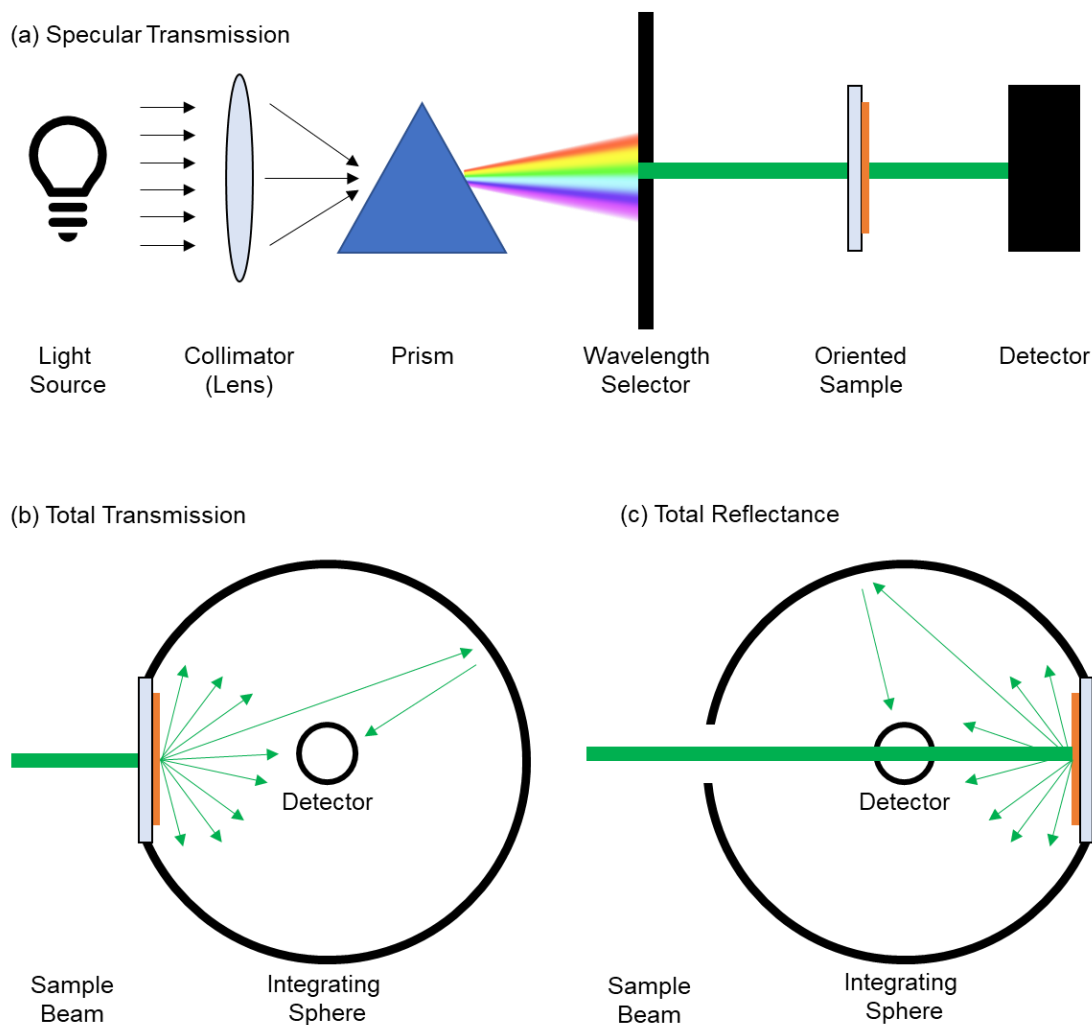 (a) Specular Transmission
Light
Source
Collimator
(Lens)
Prism
Wavelength
Selector
Oriented
Sample
Detector
(b) Total Transmission
Detector
Sample
Beam
Integrating
Sphere
(c) Total Reflectance
Detector
Sample
Beam
Integrating
Sphere